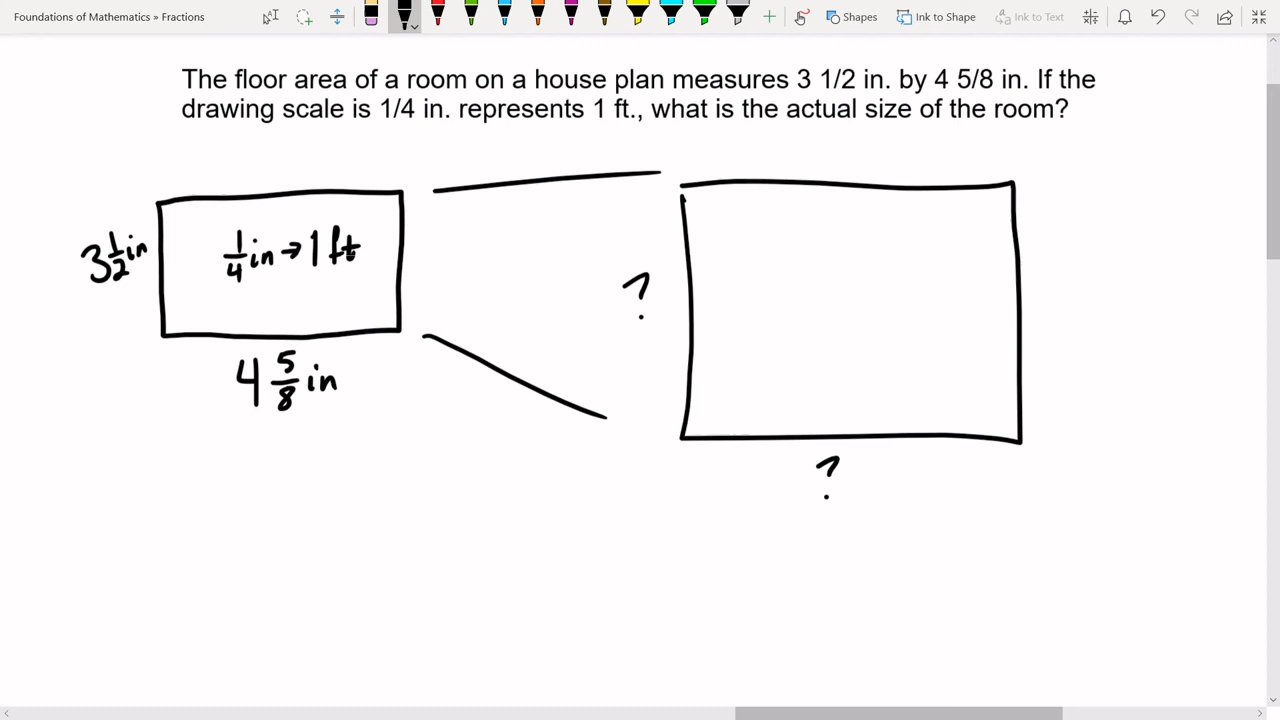 Foundations of Mathematics » Fractions
Shapes
Ink to Shape
Ink to Text
The floor area of a room on a house plan measures 3 1/2 in. by 4 5/8 in. If the
drawing scale is 1/4 in. represents 1 ft., what is the actual size of the room?
3 1/2 in
1/4 in → 1 ft
?
4 5/8 in
?